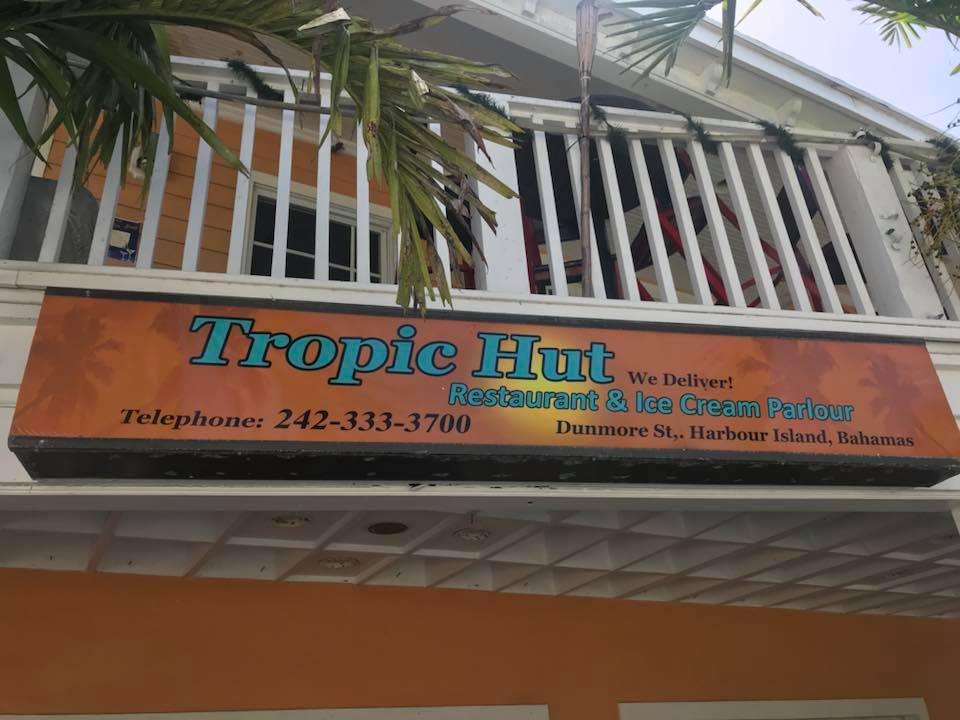 Tropic Hut We Deliver!
Restaurant & Ice Cream Parlour
Telephone: 242-333-3700
Dunmore St,. Harbour Island, Bahamas